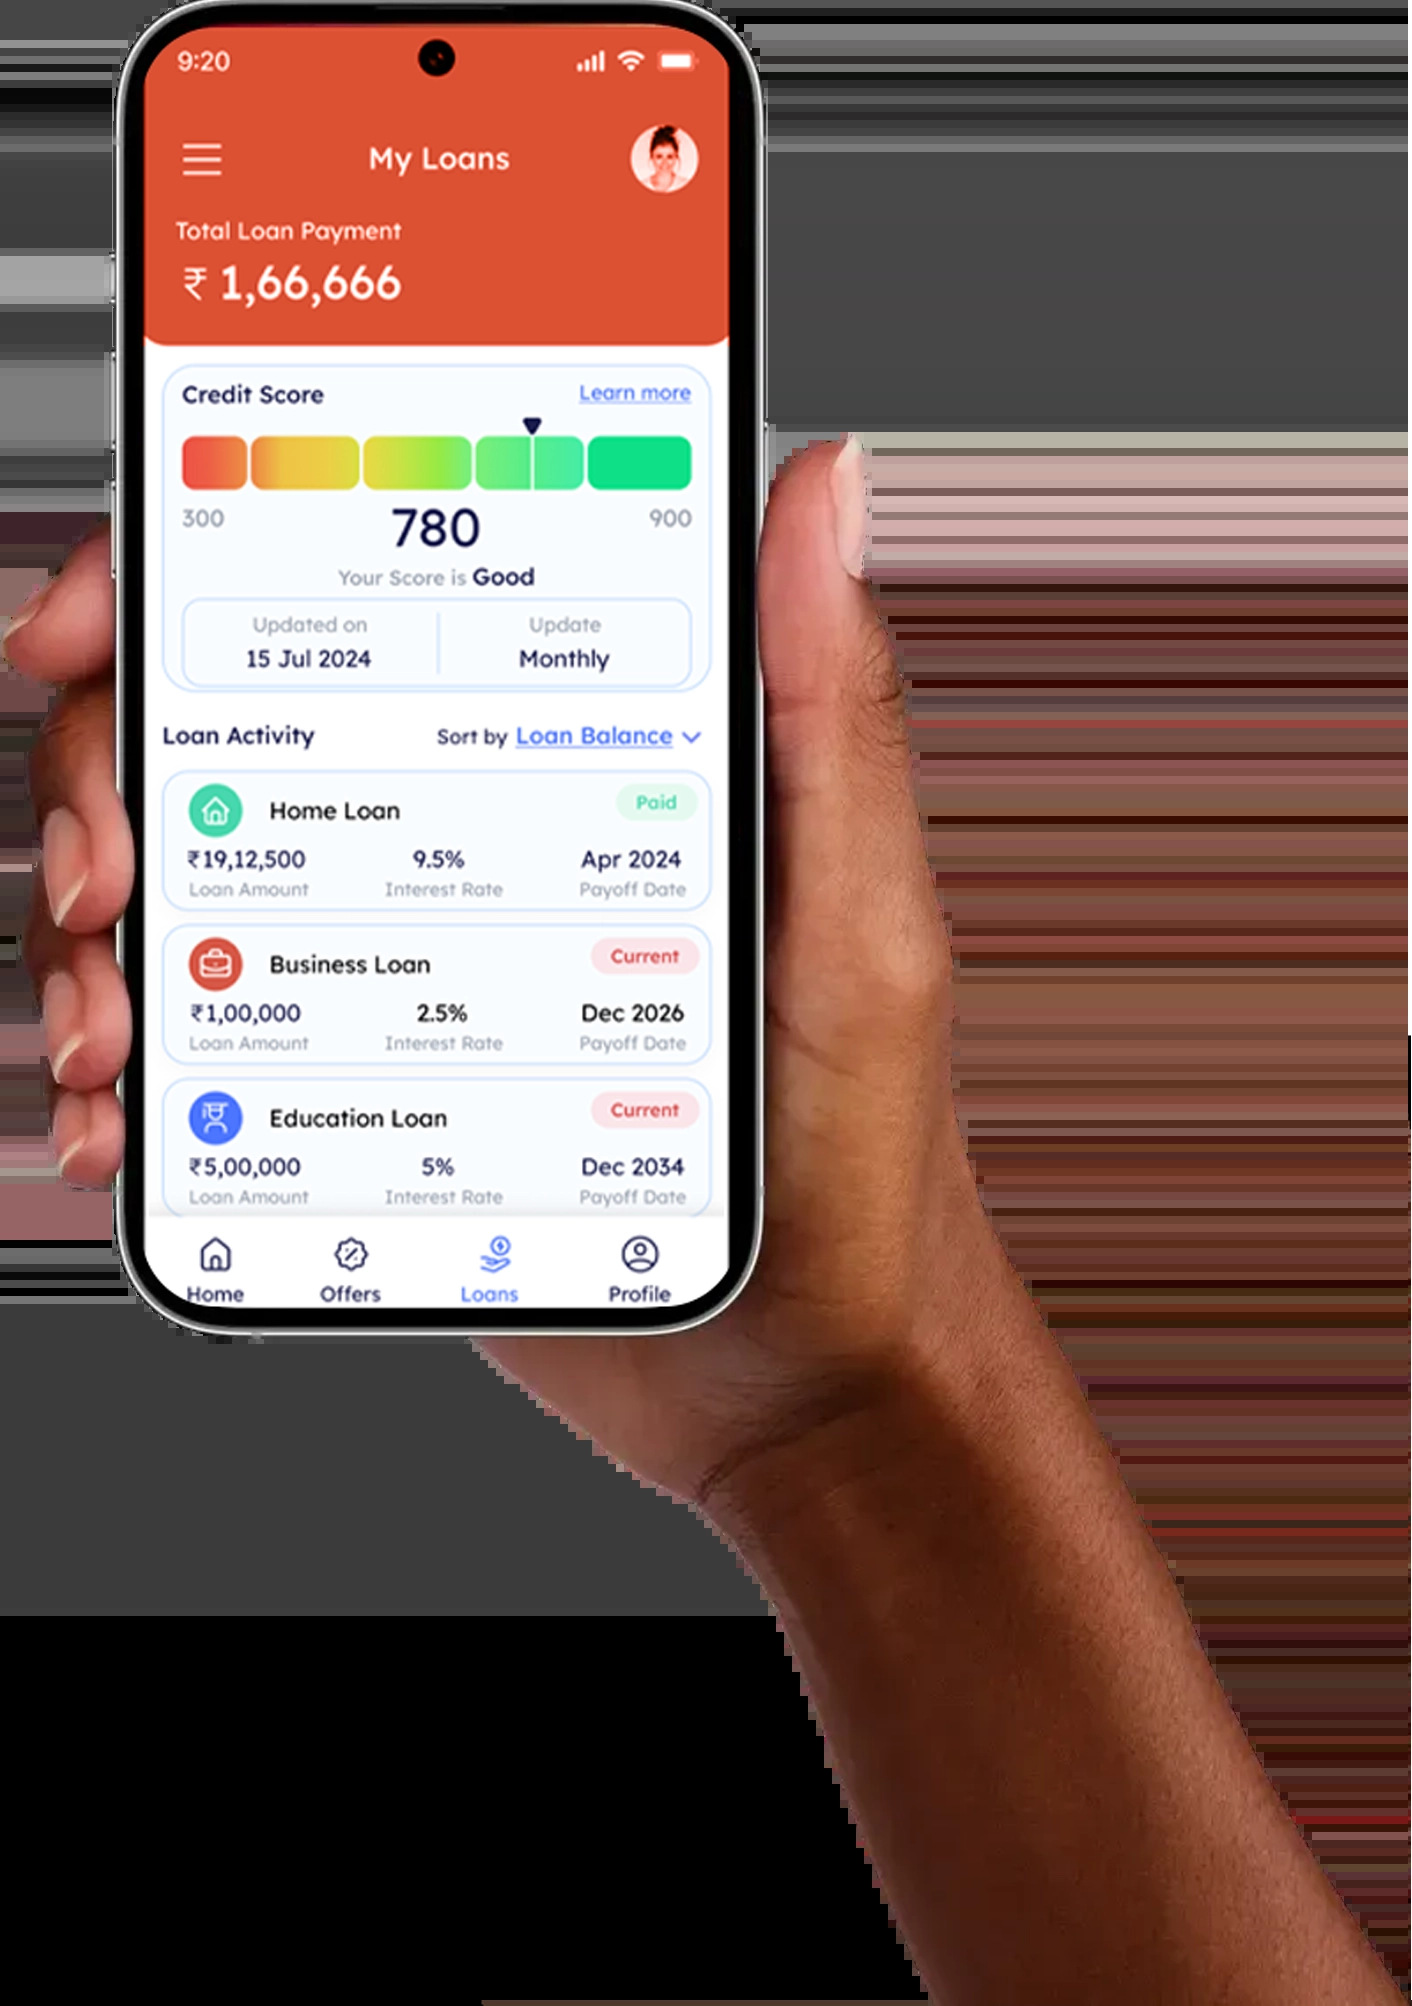 9:20
My Loans
Total Loan Payment
₹ 1,66,666
Credit Score Learn more
300 780 900
Your Score is Good
Updated on Update
15 Jul 2024 Monthly
Loan Activity Sort by Loan Balance
Home Loan Paid
₹19,12,500 9.5% Apr 2024
Loan Amount Interest Rate Payoff Date
Business Loan Current
₹1,00,000 2.5% Dec 2026
Loan Amount Interest Rate Payoff Date
Education Loan Current
₹5,00,000 5% Dec 2034
Loan Amount Interest Rate Payoff Date
Home Offers Loans Profile